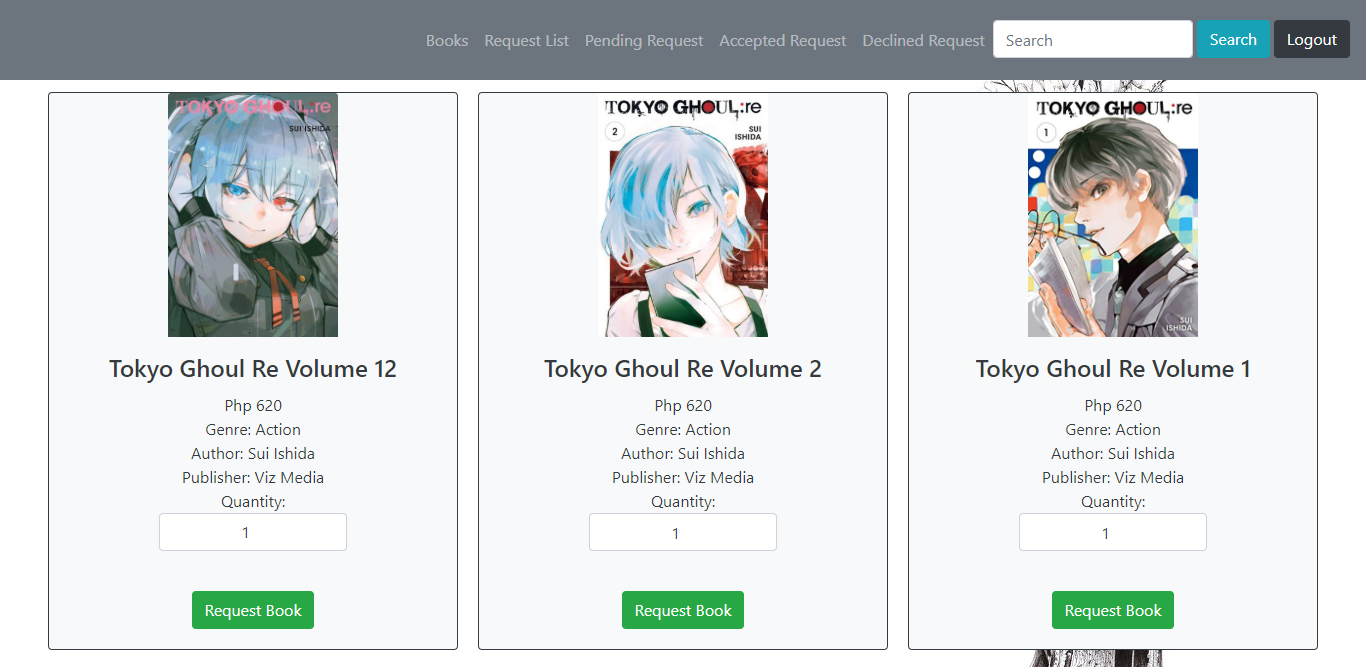 Books Request List Pending Request Accepted Request Declined Request Search Search Logout
TOKYO GHOUL:re
SUI ISHIDA
12
Tokyo Ghoul Re Volume 12
Php 620
Genre: Action
Author: Sui Ishida
Publisher: Viz Media
Quantity:
1
Request Book
TOKYO GHOUL:re
2
SUI
ISHIDA
Tokyo Ghoul Re Volume 2
Php 620
Genre: Action
Author: Sui Ishida
Publisher: Viz Media
Quantity:
1
Request Book
TOKYO GHOUL:re
1
SUI
ISHIDA
Tokyo Ghoul Re Volume 1
Php 620
Genre: Action
Author: Sui Ishida
Publisher: Viz Media
Quantity:
1
Request Book